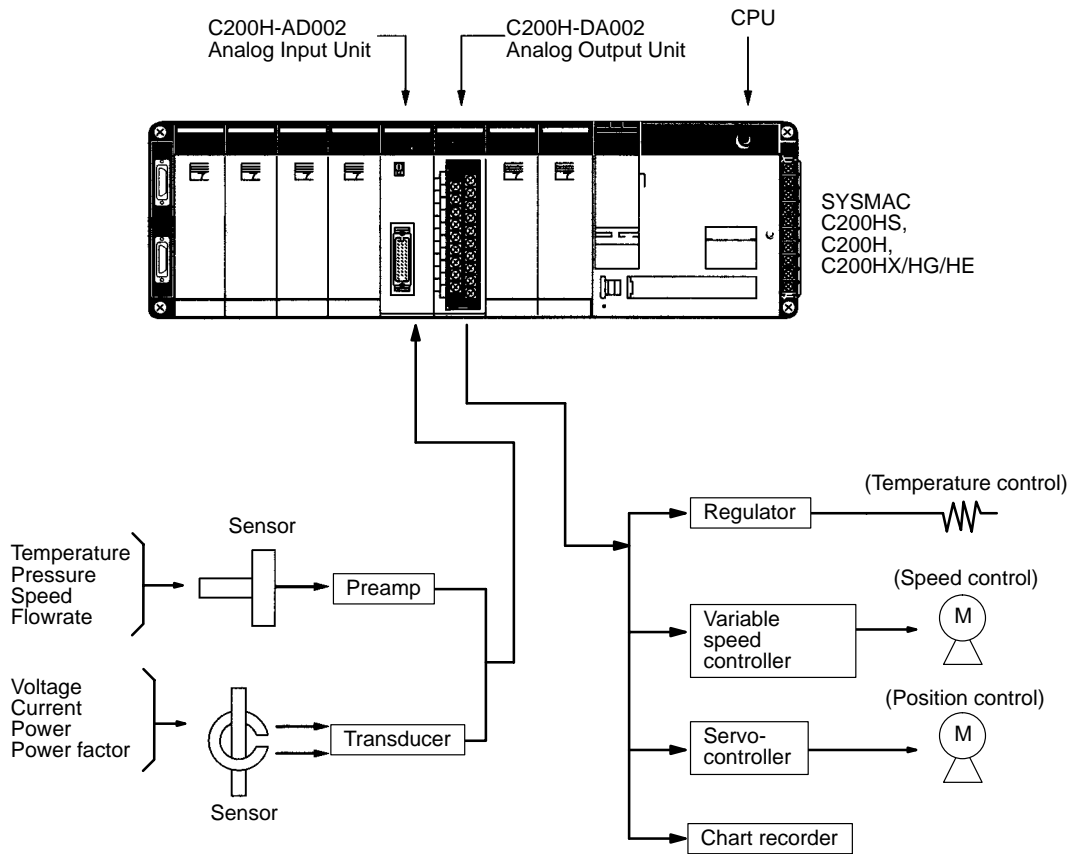 C200H-AD002
Analog Input Unit
C200H-DA002
Analog Output Unit
CPU
SYSMAC
C200HS,
C200H,
C200HX/HG/HE
Temperature
Pressure
Speed
Flowrate
Sensor
Preamp
Voltage
Current
Power
Power factor
Sensor
Transducer
Regulator
(Temperature control)
Variable
speed
controller
(Speed control)
M
Servo-
controller
(Position control)
M
Chart recorder